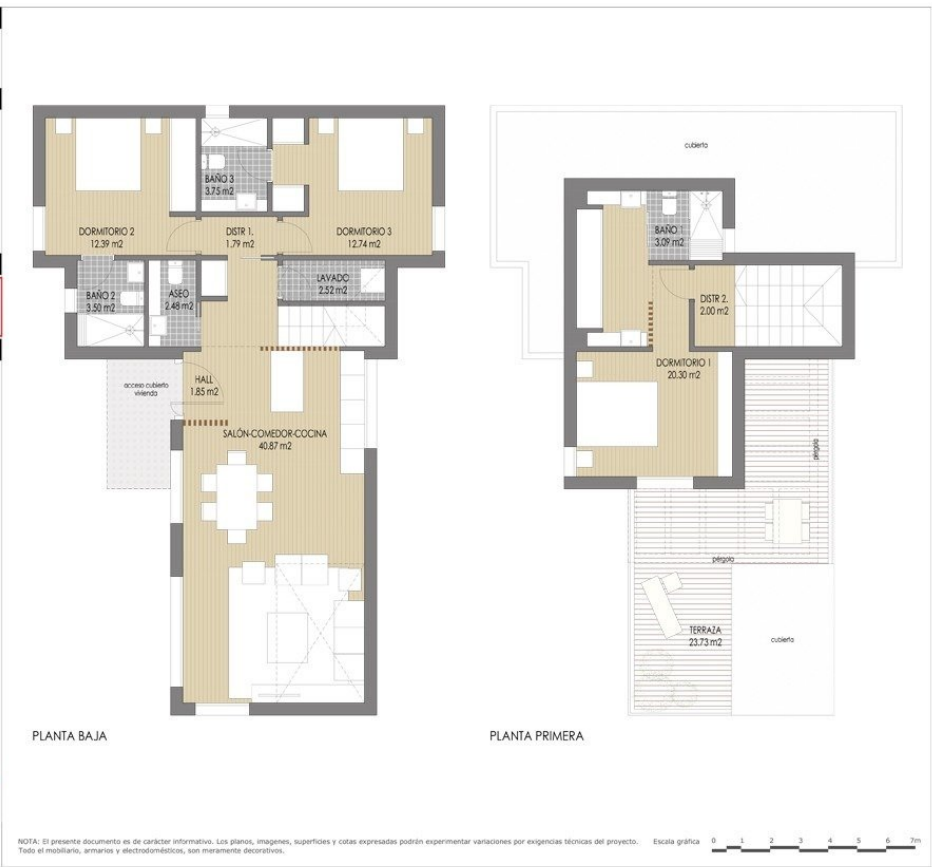 BAÑO 3
3.75 m2
DORMITORIO 2
12.39 m2
DISTR 1.
1.79 m2
DORMITORIO 3
12.74 m2
BAÑO 2
3.50 m2
ASEO
2.48 m2
LAVADO
2.52 m2
acceso cubierto
vivienda
HALL
1.85 m2
SALÓN-COMEDOR-COCINA
40.87 m2
PLANTA BAJA
cubierta
BAÑO 1
3.09 m2
DISTR 2.
2.00 m2
DORMITORIO 1
20.30 m2
pérgola
pérgola
TERRAZA
23.73 m2
cubierta
PLANTA PRIMERA
NOTA: El presente documento es de carácter informativo. Los planos, imagenes, superficies y cotas expresadas podrán experimentar variaciones por exigencias técnicas del proyecto.
Todo el mobiliario, armarios y electrodomésticos, son meramente decorativos.
Escala gráfica 0 1 2 3 4 5 6 7m